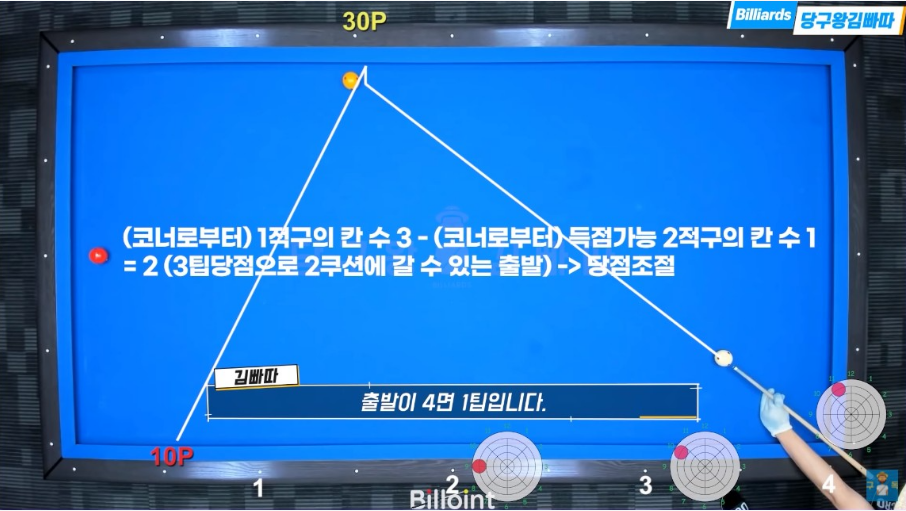 30P
Billiards
당구왕김빠따
(코너로부터) 1적구의 칸 수 3 - (코너로부터) 득점가능 2적구의 칸 수 1
= 2 (3팁당점으로 2쿠션에 갈 수 있는 출발) -> 당점조절
김빠따
출발이 4면 1팁입니다.
10P
1
2
3
4
Billoint